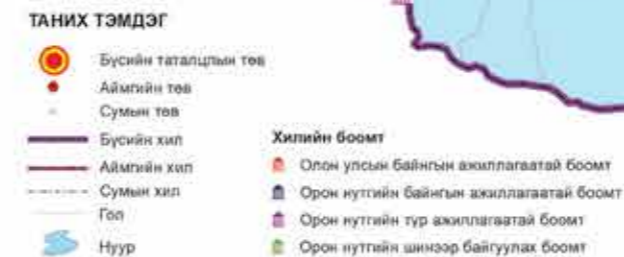 ТАНИХ ТЭМДЭГ
Бүсийн таталцлын төв
Аймгийн төв
Сумын төв
Бүсийн хил
Аймгийн хил
Сумын хил
Гол
Нуур
Хилийн боомт
Олон улсын байнгын ажиллагаатай боомт
Орон нутгийн байнгын ажиллагаатай боомт
Орон нутгийн түр ажиллагаатай боомт
Орон нутгийн шинээр байгуулах боомт